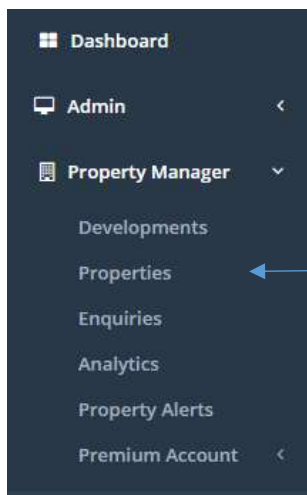 Dashboard
Admin
Property Manager
Developments
Properties
Enquiries
Analytics
Property Alerts
Premium Account